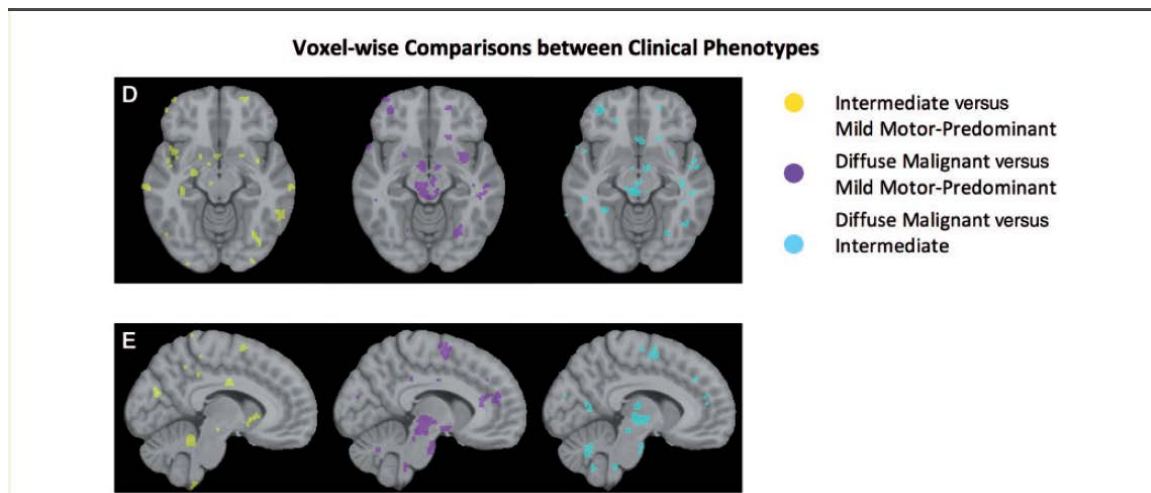 Voxel-wise Comparisons between Clinical Phenotypes
D
Intermediate versus
Mild Motor-Predominant
Diffuse Malignant versus
Mild Motor-Predominant
Diffuse Malignant versus
Intermediate
E